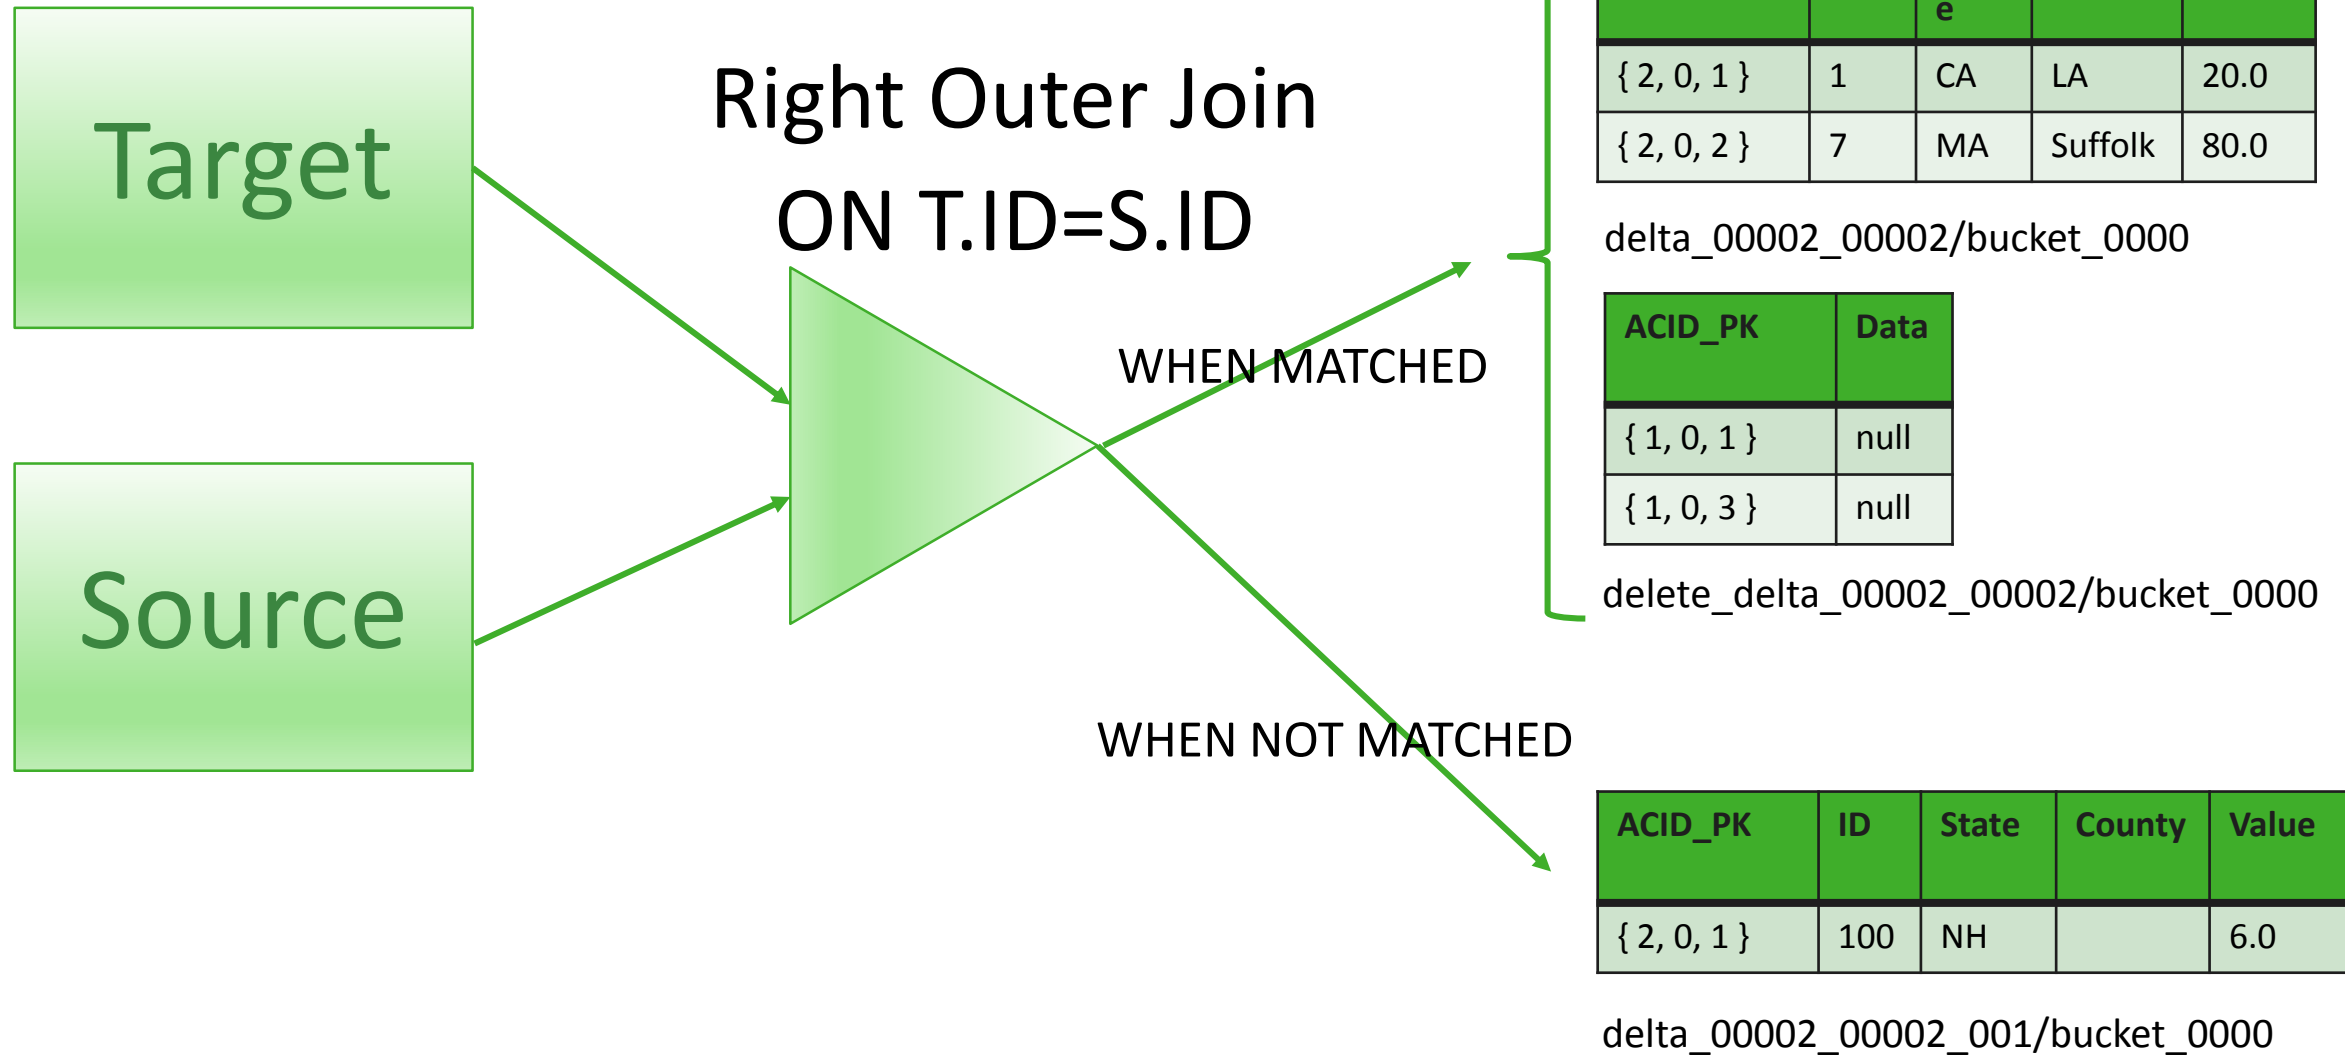 Target
Source
Right Outer Join
ON T.ID=S.ID
WHEN MATCHED
WHEN NOT MATCHED
e
{ 2, 0, 1 } 1 CA LA 20.0
{ 2, 0, 2 } 7 MA Suffolk 80.0
delta_00002_00002/bucket_0000
ACID_PK Data
{ 1, 0, 1 } null
{ 1, 0, 3 } null
delete_delta_00002_00002/bucket_0000
ACID_PK ID State County Value
{ 2, 0, 1 } 100 NH 6.0
delta_00002_00002_001/bucket_0000